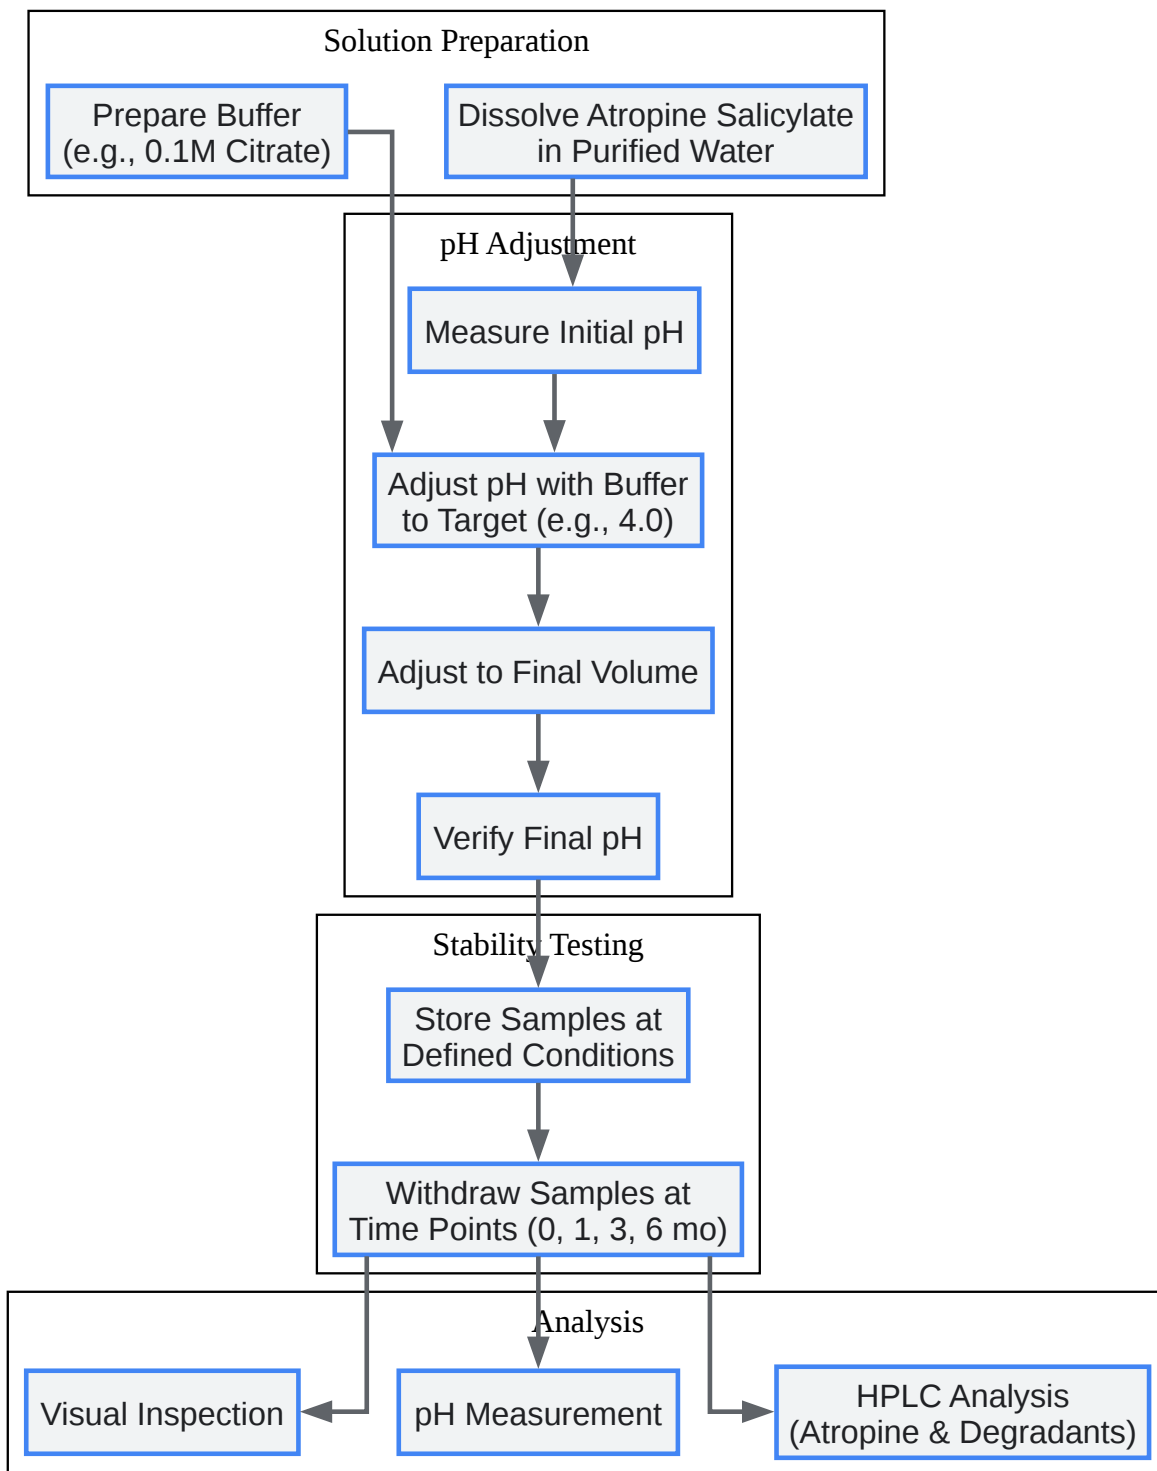 Solution Preparation
Prepare Buffer
(e.g., 0.1M Citrate)
Dissolve Atropine Salicylate
in Purified Water
pH Adjustment
Measure Initial pH
Adjust pH with Buffer
to Target (e.g., 4.0)
Adjust to Final Volume
Verify Final pH
Stability Testing
Store Samples at
Defined Conditions
Withdraw Samples at
Time Points (0, 1, 3, 6 mo)
Analysis
Visual Inspection
pH Measurement
HPLC Analysis
(Atropine & Degradants)